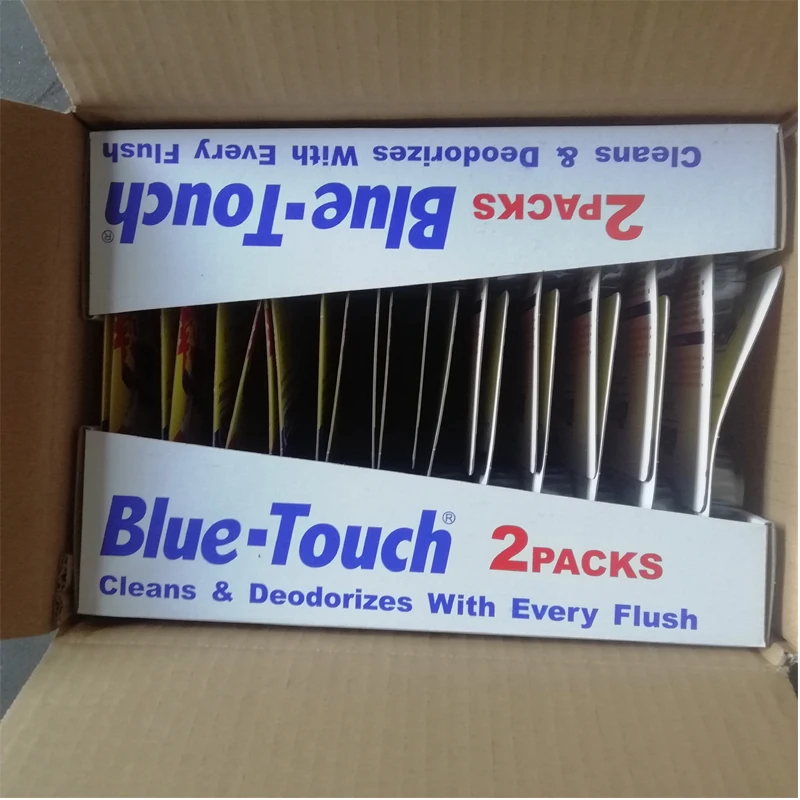 Cleans & Deodorizes With Every Flush
Blue-Touch® 2PACKS
Blue-Touch® 2PACKS
Cleans & Deodorizes With Every Flush